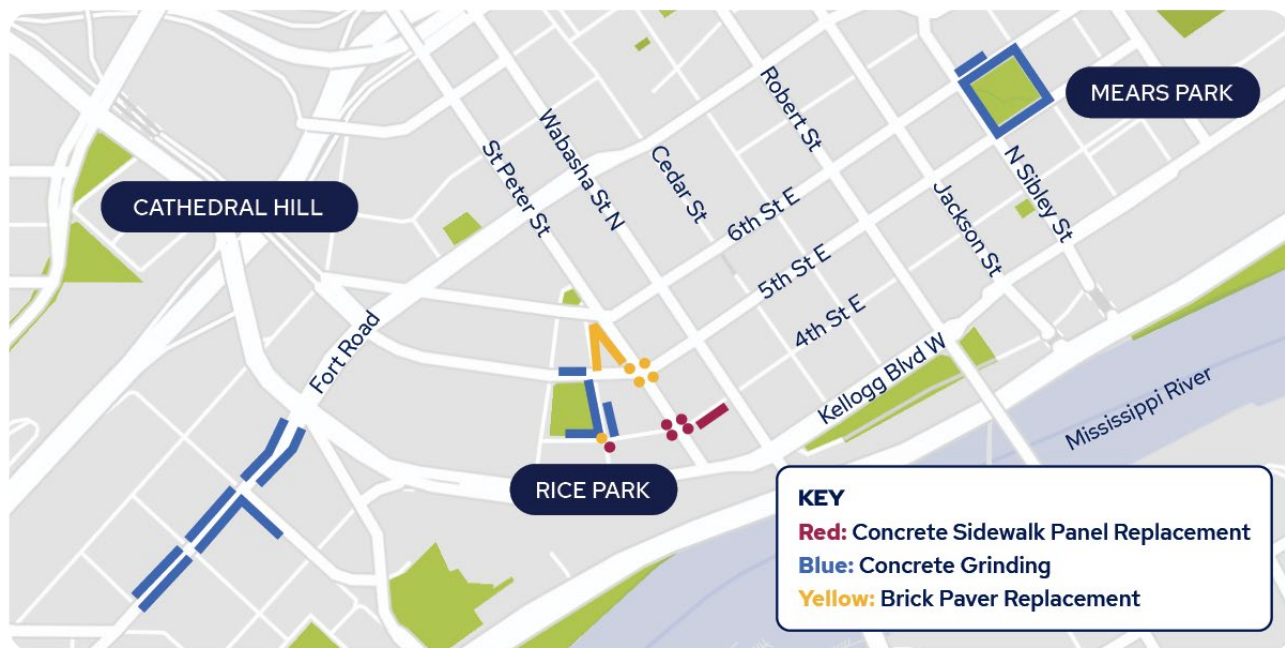 MEARS PARK
CATHEDRAL HILL
Robert St
Wabasha St N
St Peter St
Cedar St
N Sibley St
Jackson St
6th St E
5th St E
4th St E
Fort Road
Kellogg Blvd W
Mississippi River
RICE PARK
KEY
Red: Concrete Sidewalk Panel Replacement
Blue: Concrete Grinding
Yellow: Brick Paver Replacement